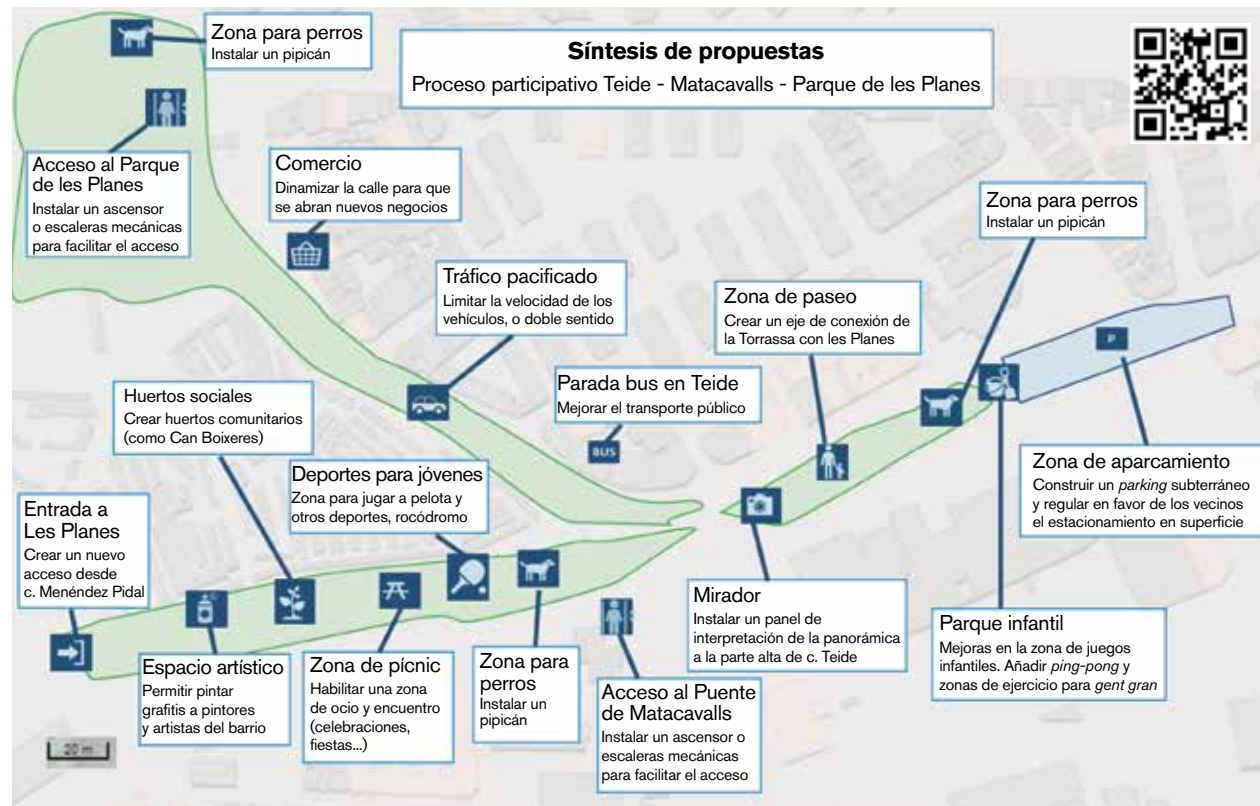 Zona para perros
Instalar un pipicán
Síntesis de propuestas
Proceso participativo Teide - Matacavalls - Parque de les Planes
Acceso al Parque
de les Planes
Instalar un ascensor
o escaleras mecánicas
para facilitar el acceso
Comercio
Dinamizar la calle para que
se abran nuevos negocios
Zona para perros
Instalar un pipicán
Tráfico pacificado
Limitar la velocidad de los
vehículos, o doble sentido
Zona de paseo
Crear un eje de conexión de
la Torrassa con les Planes
P
Huertos sociales
Crear huertos comunitarios
(como Can Boixeres)
Parada bus en Teide
Mejorar el transporte público
BUS
Deportes para jóvenes
Zona para jugar a pelota y
otros deportes, rocódromo
Zona de aparcamiento
Construir un parking subterráneo
y regular en favor de los vecinos
el estacionamiento en superficie
Entrada a
Les Planes
Crear un nuevo
acceso desde
c. Menéndez Pidal
Mirador
Instalar un panel de
interpretación de la panorámica
a la parte alta de c. Teide
Parque infantil
Mejoras en la zona de juegos
infantiles. Añadir ping-pong y
zonas de ejercicio para gent gran
Espacio artístico
Permitir pintar
grafitis a pintores
y artistas del barrio
Zona de pícnic
Habilitar una zona
de ocio y encuentro
(celebraciones,
fiestas...)
Zona para
perros
Instalar un
pipicán
Acceso al Puente
de Matacavalls
Instalar un ascensor o
escaleras mecánicas
para facilitar el acceso
20 m